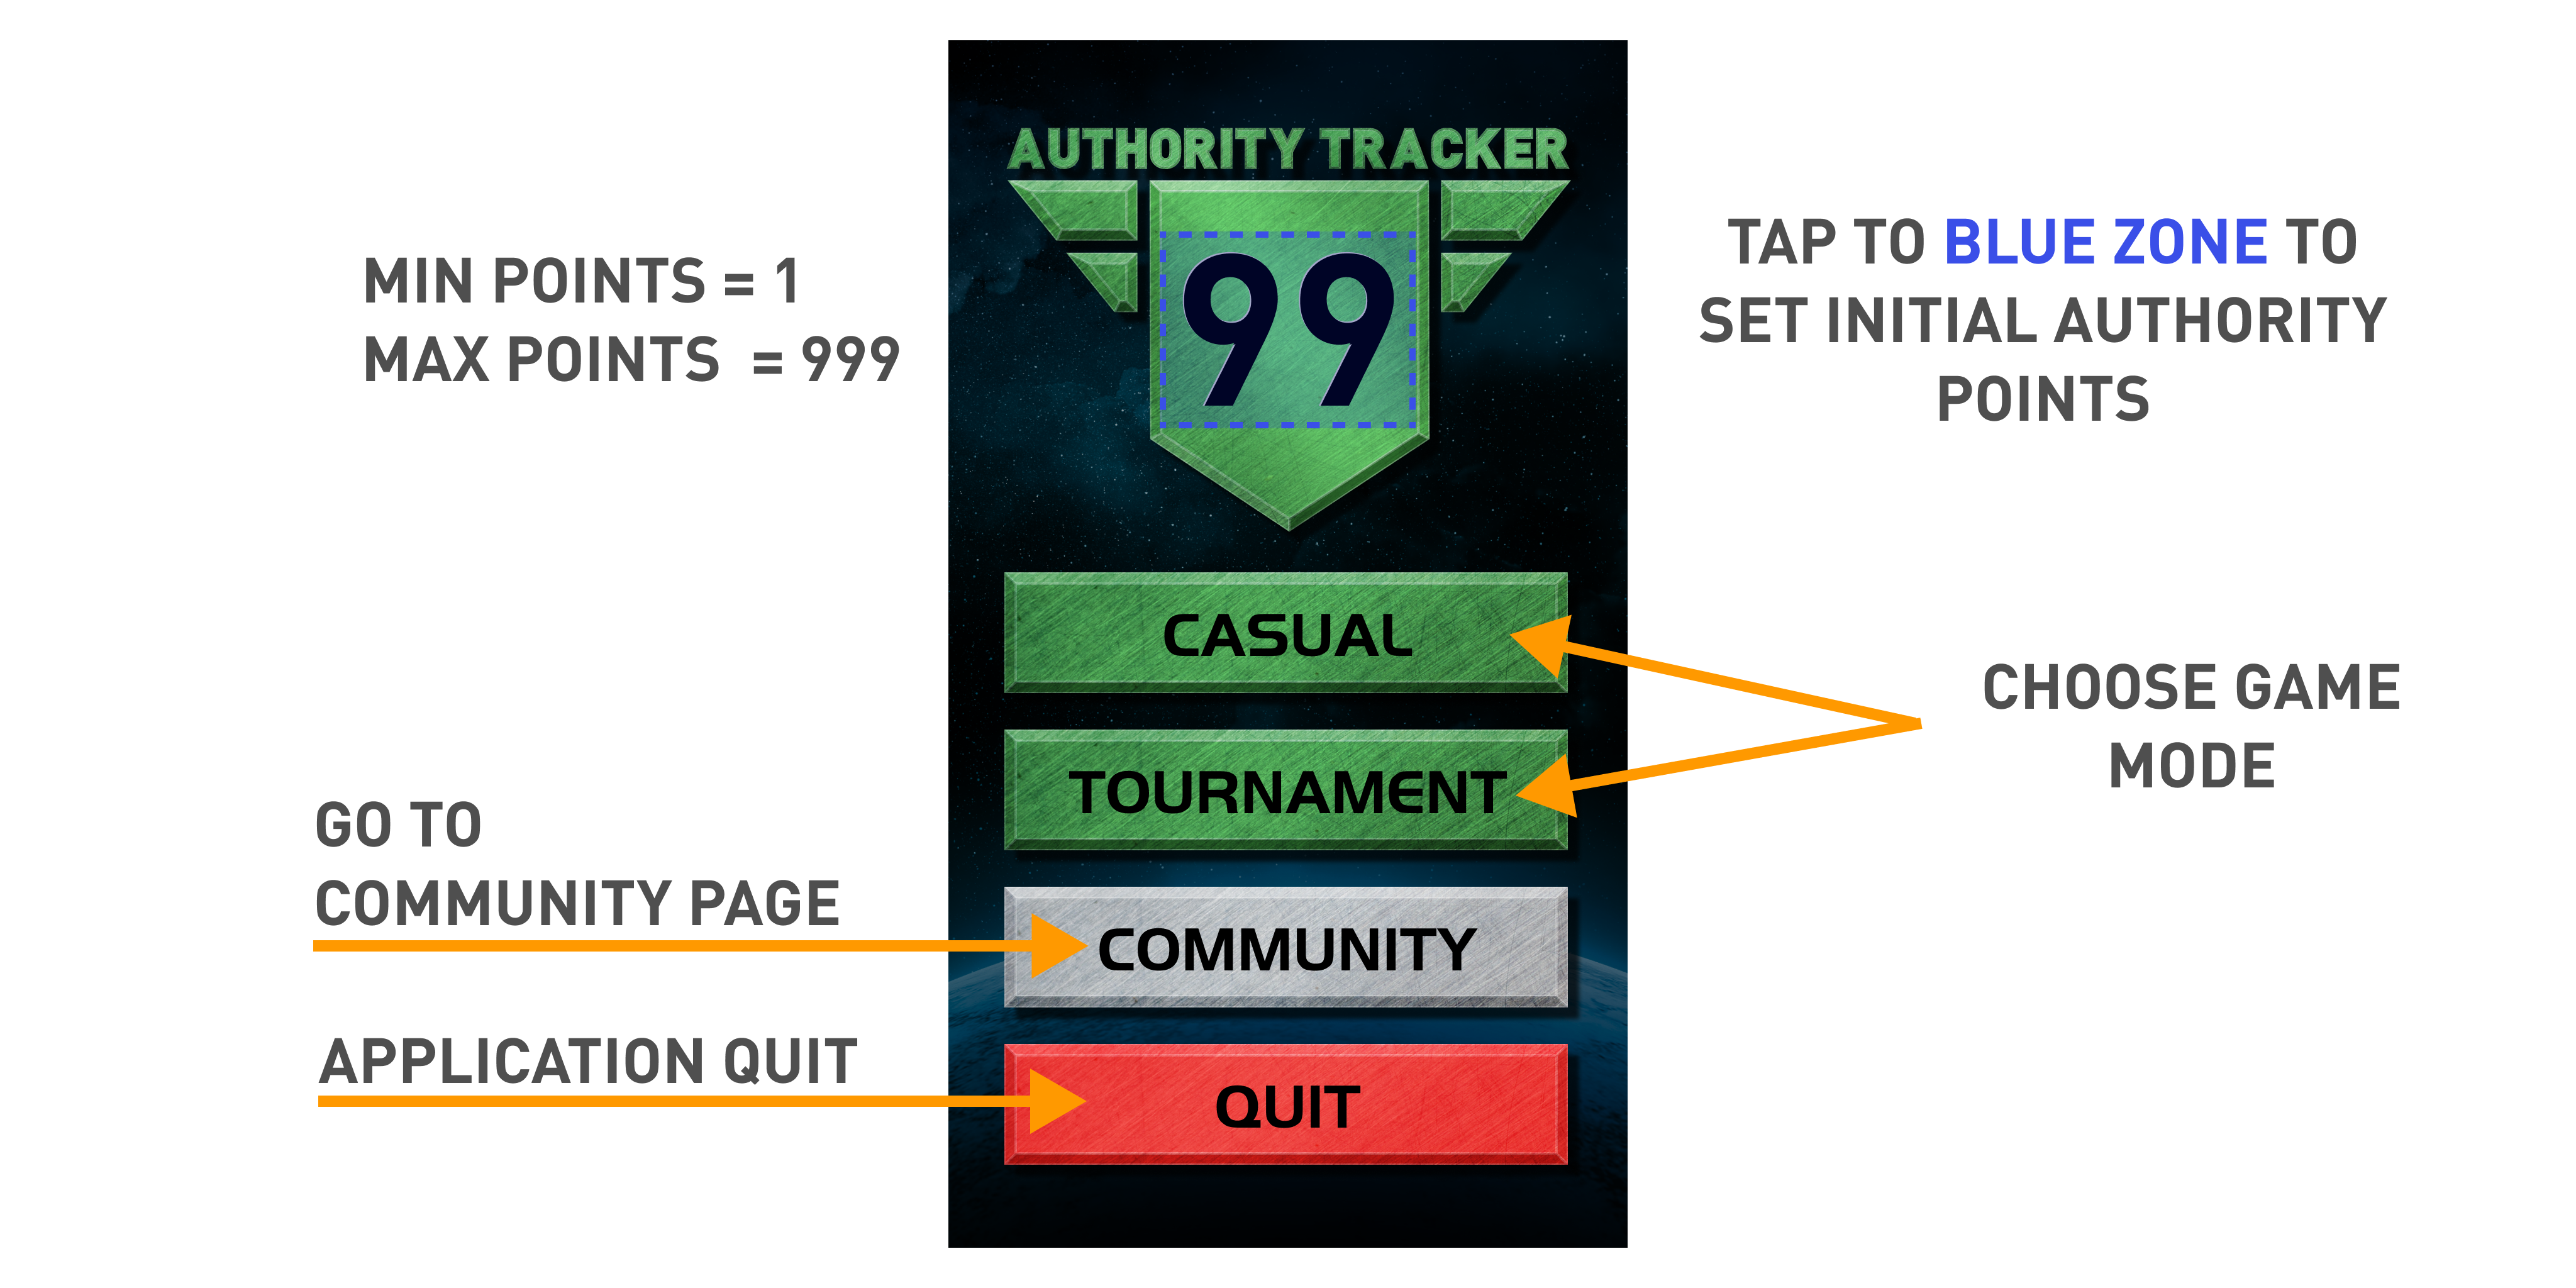 AUTHORITY TRACKER
99
MIN POINTS = 1
MAX POINTS = 999
TAP TO BLUE ZONE TO
SET INITIAL AUTHORITY
POINTS
CASUAL
TOURNAMENT
CHOOSE GAME
MODE
GO TO
COMMUNITY PAGE
COMMUNITY
APPLICATION QUIT
QUIT